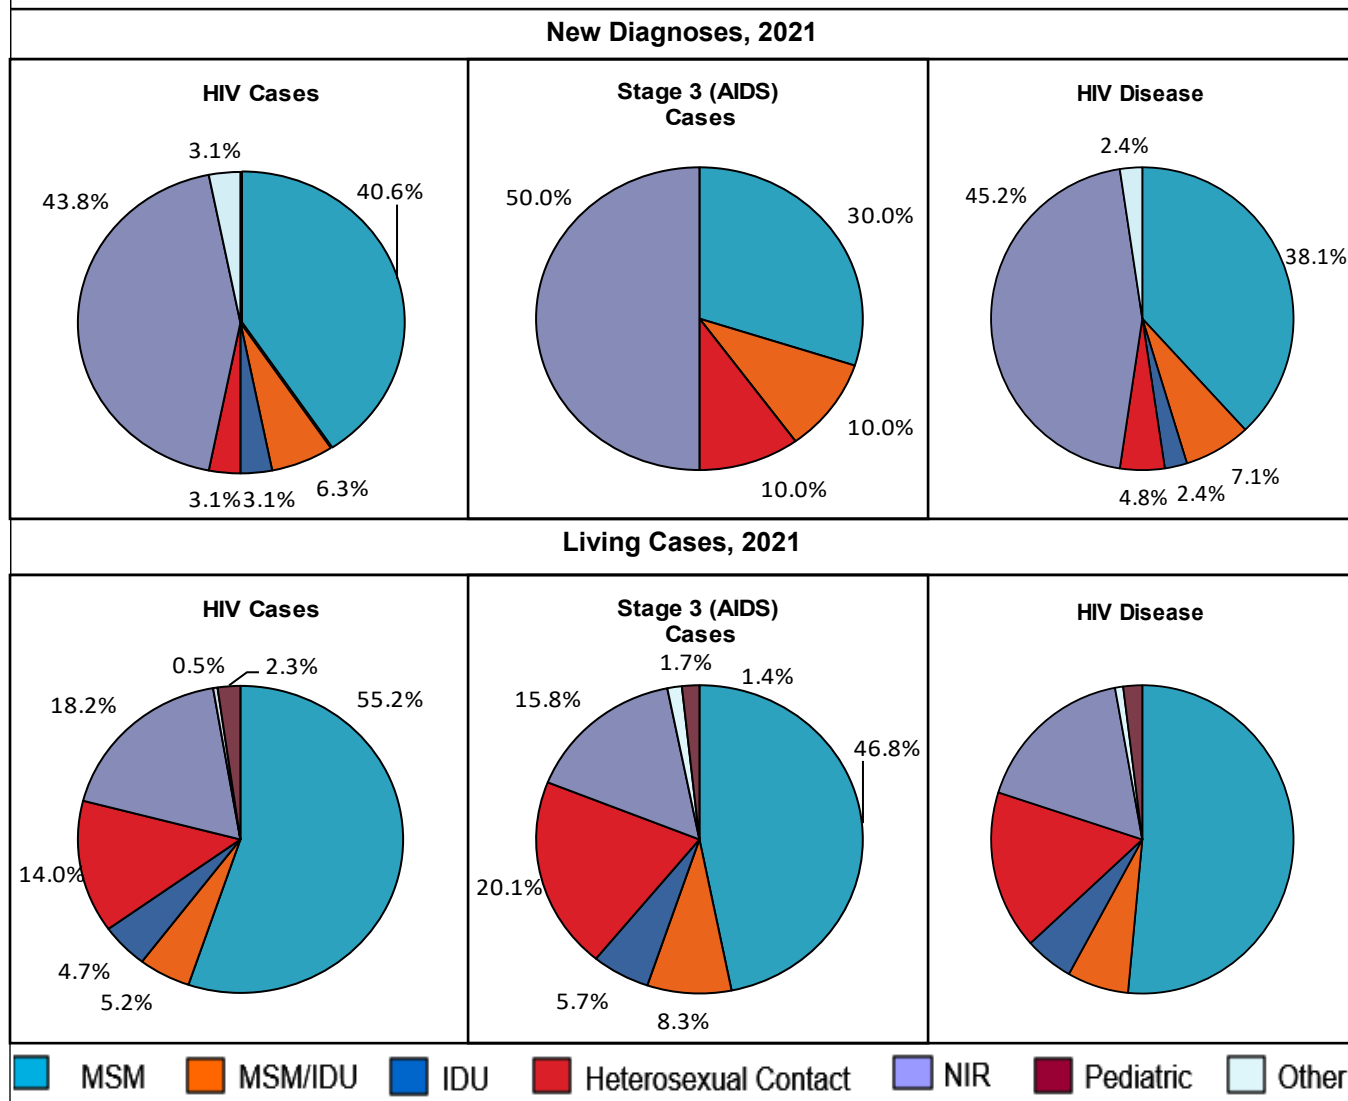 New Diagnoses, 2021
HIV Cases
3.1%
40.6%
43.8%
3.1%
3.1%
6.3%
Stage 3 (AIDS)
Cases
50.0%
30.0%
10.0%
10.0%
HIV Disease
2.4%
45.2%
38.1%
7.1%
4.8%
2.4%
Living Cases, 2021
HIV Cases
0.5%
2.3%
18.2%
55.2%
14.0%
4.7%
5.2%
Stage 3 (AIDS)
Cases
1.7%
1.4%
15.8%
46.8%
20.1%
5.7%
8.3%
HIV Disease
MSM
MSM/IDU
IDU
Heterosexual Contact
NIR
Pediatric
Other